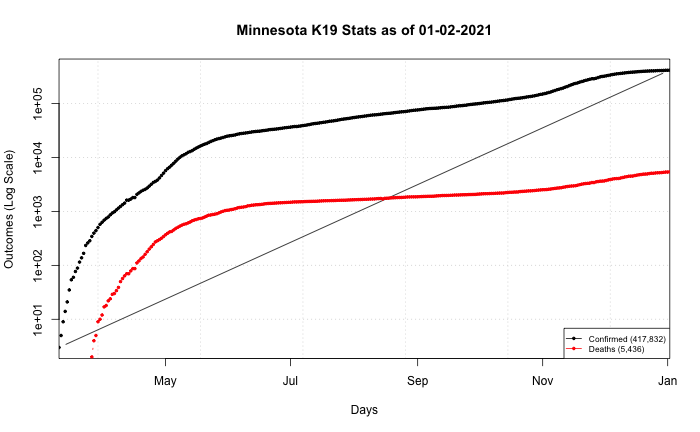 Minnesota K19 Stats as of 01-02-2021
Outcomes (Log Scale)
1e+05
1e+04
1e+03
1e+02
1e+01
Confirmed (417,832)
Deaths (5,436)
May Jul Sep Nov Jan
Days